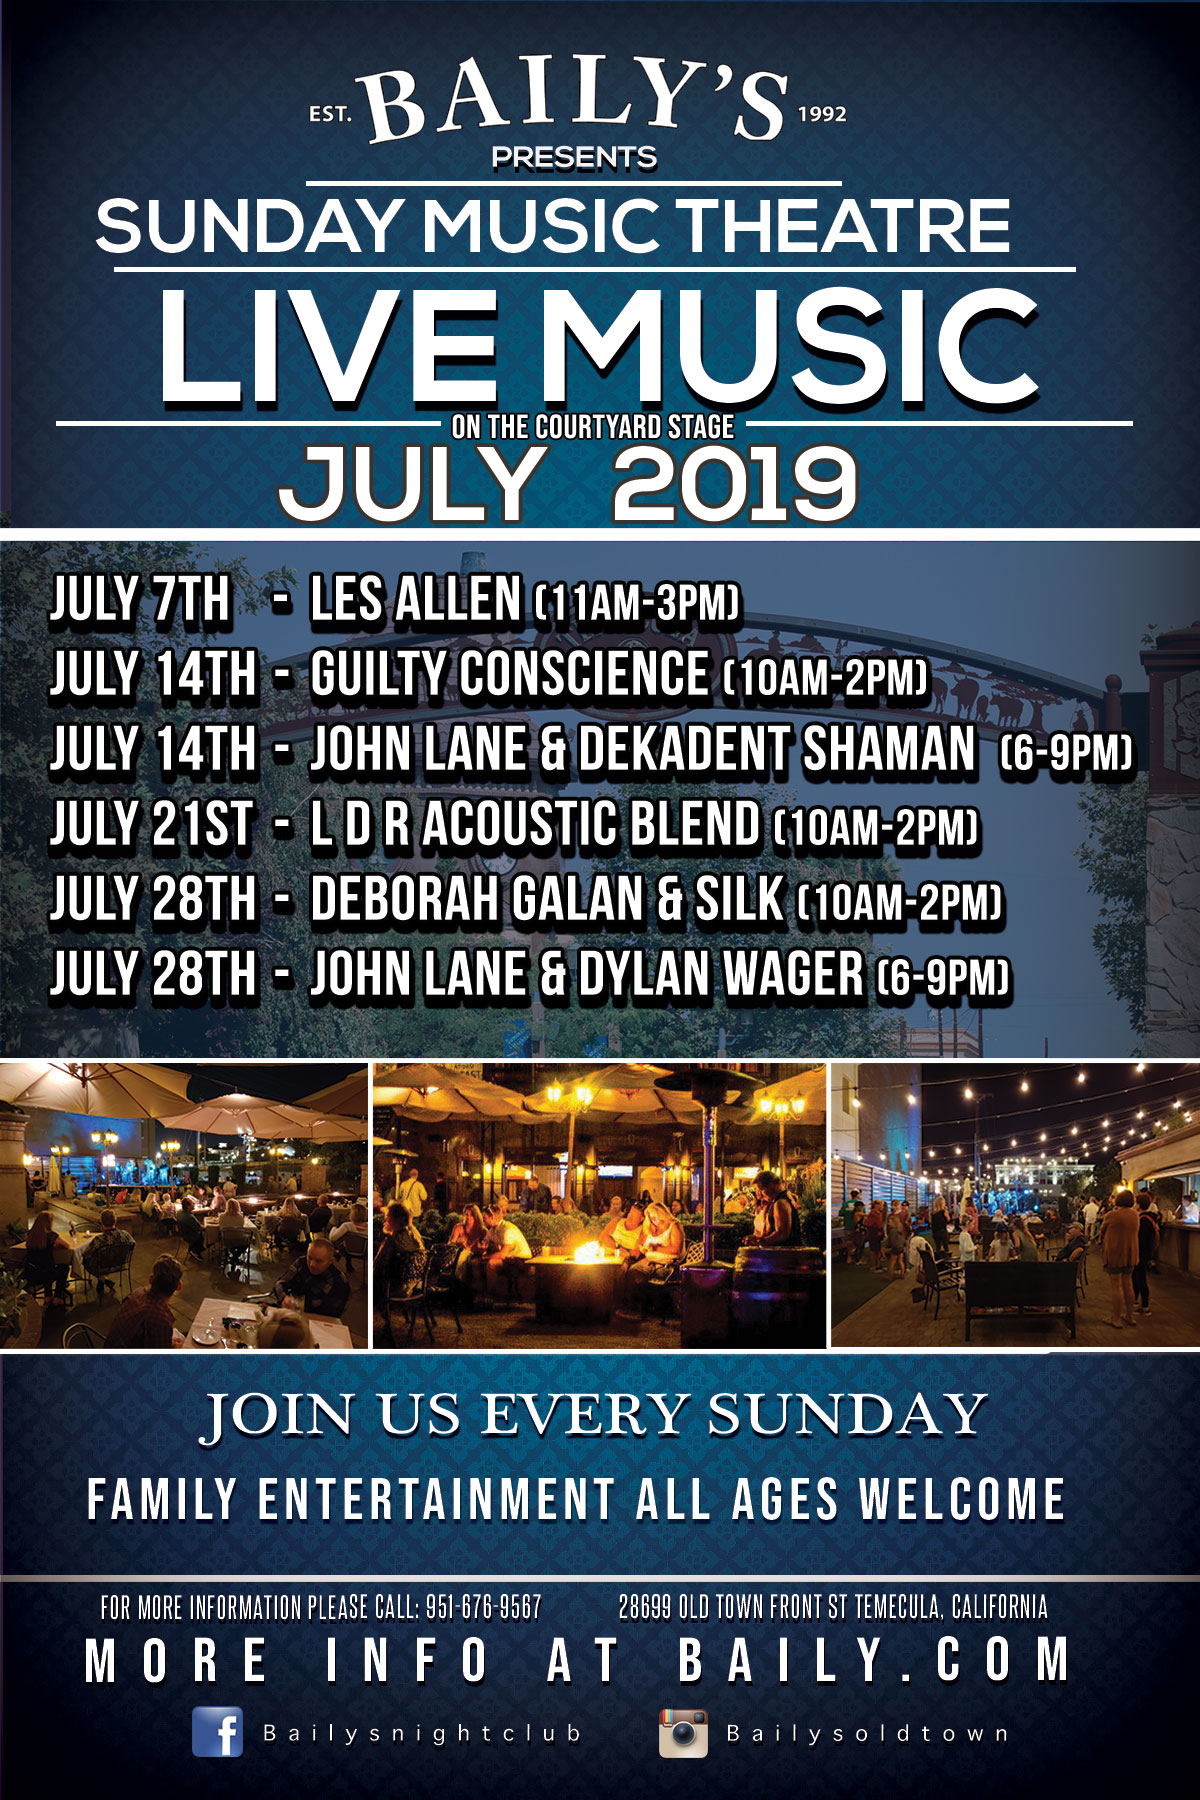 EST. BAILY'S 1992
PRESENTS
SUNDAY MUSIC THEATRE
LIVE MUSIC
ON THE COURTYARD STAGE
JULY 2019
JULY 7TH - LES ALLEN (11AM-3PM)
JULY 14TH - GUILTY CONSCIENCE (10AM-2PM)
JULY 14TH - JOHN LANE & DEKADENT SHAMAN (6-9PM)
JULY 21ST - L D R ACOUSTIC BLEND (10AM-2PM)
JULY 28TH - DEBORAH GALAN & SILK (10AM-2PM)
JULY 28TH - JOHN LANE & DYLAN WAGER (6-9PM)
JOIN US EVERY SUNDAY
FAMILY ENTERTAINMENT ALL AGES WELCOME
FOR MORE INFORMATION PLEASE CALL: 951-676-9567 28699 OLD TOWN FRONT ST TEMECULA, CALIFORNIA
MORE INFO AT BAILY.COM
Bailysnightclub Bailysoldtown